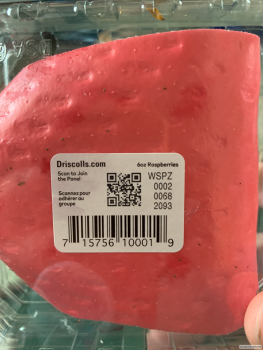 Driscolls.com
6oz Raspberries
Scan to Join
the Panel
Scannez pour
adhérer au
groupe
WSPZ
0002
0068
2093
7 15756 10001 9